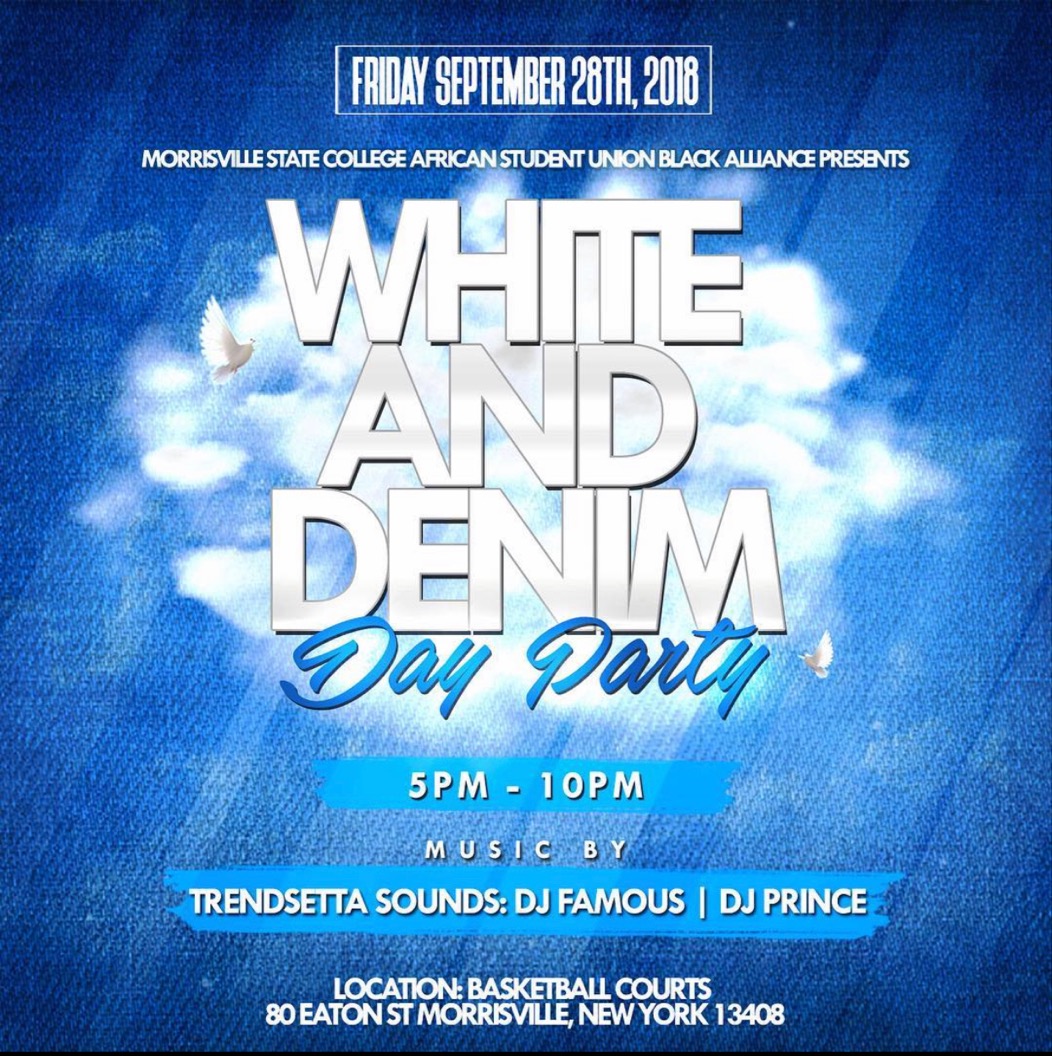 FRIDAY SEPTEMBER 28TH, 2018
MORRISVILLE STATE COLLEGE AFRICAN STUDENT UNION BLACK ALLIANCE PRESENTS
WHITE
AND
DENIM
Day Party
5PM - 10PM
MUSIC BY
TRENDSETTA SOUNDS: DJ FAMOUS | DJ PRINCE
LOCATION: BASKETBALL COURTS
80 EATON ST MORRISVILLE, NEW YORK 13408